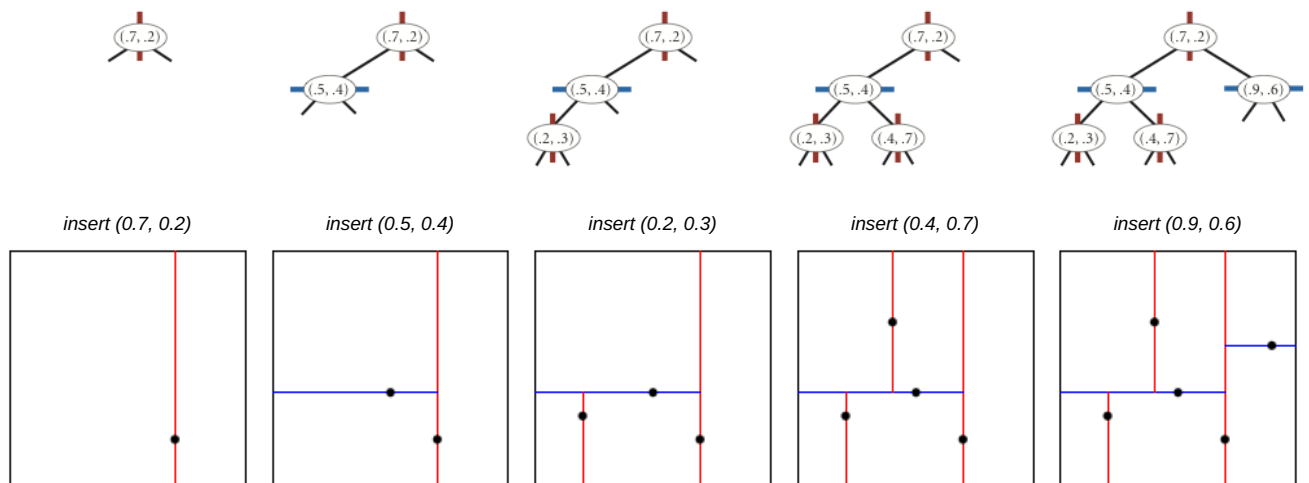 (.7, .2)
(.7, .2)
(.5, .4)
(.7, .2)
(.5, .4)
(.2, .3)
(.7, .2)
(.5, .4)
(.2, .3) (.4, .7)
(.7, .2)
(.5, .4) (.9, .6)
(.2, .3) (.4, .7)
insert (0.7, 0.2)
insert (0.5, 0.4)
insert (0.2, 0.3)
insert (0.4, 0.7)
insert (0.9, 0.6)